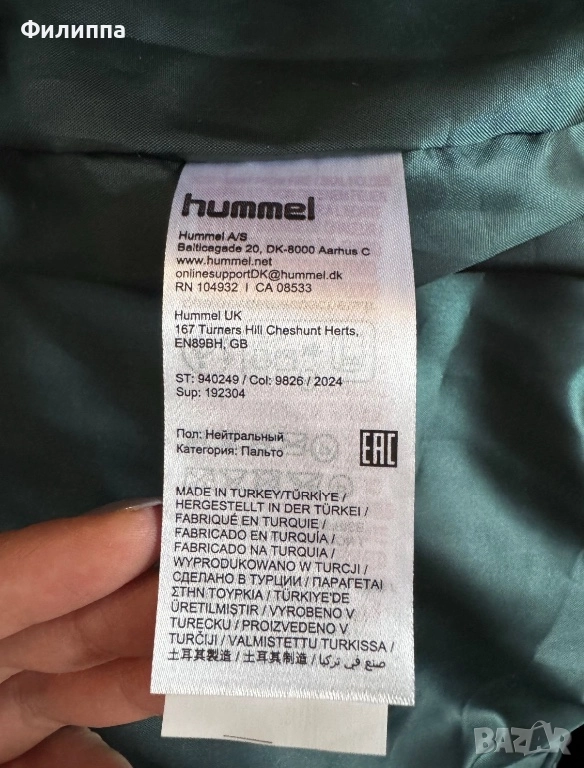 Филиппа
hummel
Hummel A/S
Balticagade 20, DK-8000 Aarhus C
www.hummel.net
onlinesupportDK@hummel.dk
RN 104932 I CA 08533
Hummel UK
167 Turners Hill Cheshunt Herts,
EN89BH, GB
ST: 940249 / Col: 9826 / 2024
Sup: 192304
Пол: Нейтральный
Категория: Пальто
EAC
MADE IN TURKEY/TÜRKİYE /
HERGESTELLT IN DER TÜRKEI /
FABRIQUÉ EN TURQUIE /
FABRICADO EN TURQUÍA /
FABRICADO NA TURQUIA /
WYPRODUKOWANO W TURCJI /
СДЕЛАНО В ТУРЦИИ / ΠΑΡΑΓΕΤΑΙ
ΣΤΗΝ ΤΟΥΡΚΙΑ / TÜRKIYE'DE
ÜRETİLMİŞTİR / VYROBENO V
TURECKU / PROIZVEDENO V
TURČIJI / VALMISTETTU TURKISSA /
土耳其製造 / 土耳其制造 / صنع في تركيا
BAZAR